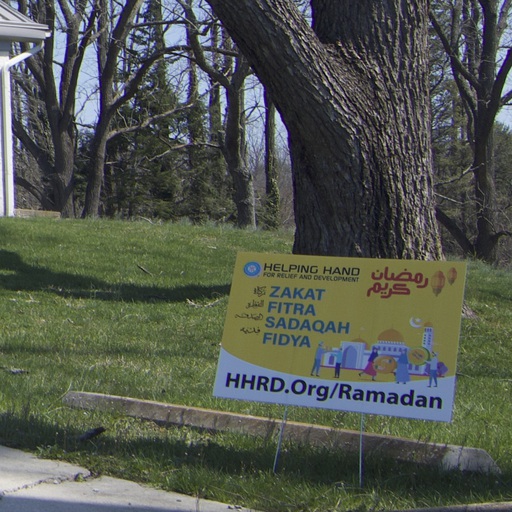 HELPING HAND
FOR RELIEF AND DEVELOPMENT
رمضان
كريم
ZAKAT
FITRA
SADAQAH
FIDYA
HHRD.Org/Ramadan